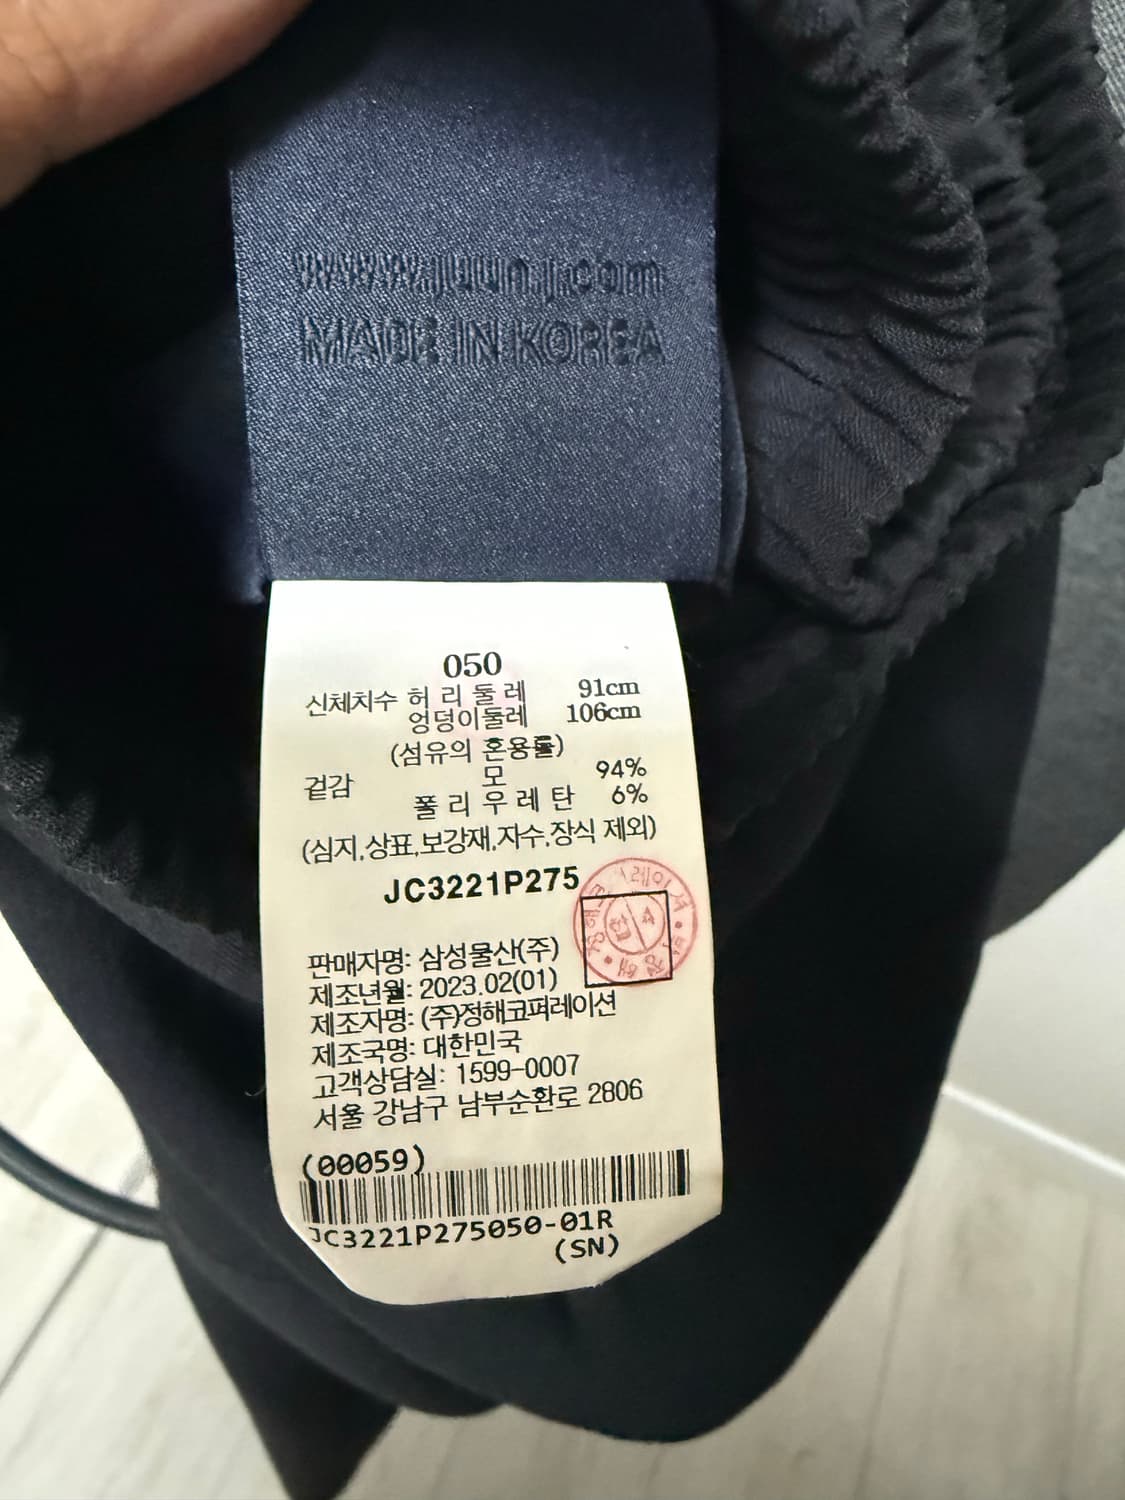 www.juunj.com
MADE IN KOREA
050
신체치수 허리둘레 91cm
엉덩이둘레 106cm
(섬유의 혼용률)
겉감 모 94%
폴리우레탄 6%
(심지,상표,보강재,자수,장식 제외)
JC3221P275
판매자명: 삼성물산(주)
제조년월: 2023.02(01)
제조자명: (주)정해코퍼레이션
제조국명: 대한민국
고객상담실: 1599-0007
서울 강남구 남부순환로 2806
(00059)
JC3221P275050-01R
(SN)